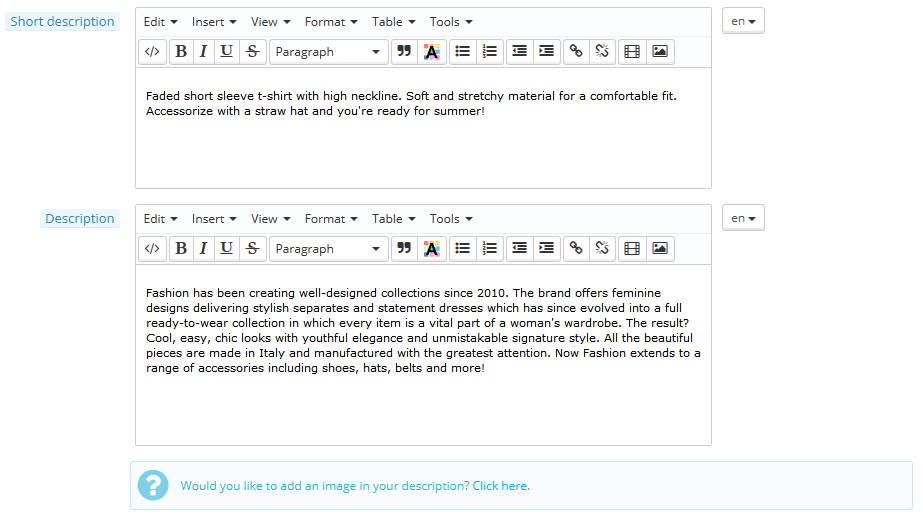 Short description
Edit Insert View Format Table Tools
en
</> B I U S Paragraph A
Faded short sleeve t-shirt with high neckline. Soft and stretchy material for a comfortable fit.
Accessorize with a straw hat and you're ready for summer!
Description
Edit Insert View Format Table Tools
en
</> B I U S Paragraph A
Fashion has been creating well-designed collections since 2010. The brand offers feminine
designs delivering stylish separates and statement dresses which has since evolved into a full
ready-to-wear collection in which every item is a vital part of a woman's wardrobe. The result?
Cool, easy, chic looks with youthful elegance and unmistakable signature style. All the beautiful
pieces are made in Italy and manufactured with the greatest attention. Now Fashion extends to a
range of accessories including shoes, hats, belts and more!
? Would you like to add an image in your description? Click here.